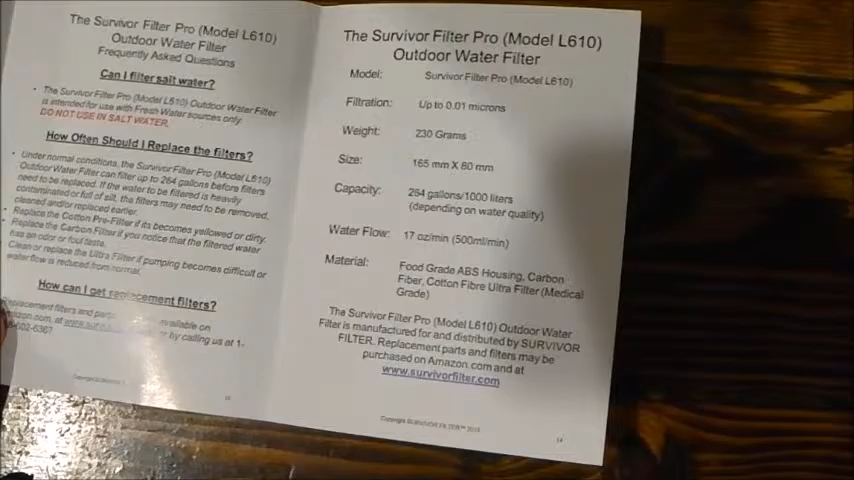 The Survivor Filter Pro (Model L610)
Outdoor Water Filter
Frequently Asked Questions
Can I filter salt water?
• The Survivor Filter Pro (Model L610) Outdoor Water Filter
is intended for use with Fresh Water sources only.
DO NOT USE IN SALT WATER.
How Often Should I Replace the filters?
• Under normal conditions, the Survivor Filter Pro (Model L610)
Outdoor Water Filter can filter up to 264 gallons before filters
need to be replaced. If the water to be filtered is heavily
contaminated or full of silt, the filters may need to be removed,
cleaned and/or replaced earlier.
• Replace the Cotton Pre-Filter if its becomes yellowed or dirty.
• Replace the Carbon Filter if you notice that the filtered water
has an odor or foul taste.
Clean or replace the Ultra Filter if pumping becomes difficult or
water flow is reduced from normal.
How can I get replacement filters?
Replacement filters and available on
at or by calling us at 1-
602-6367
The Survivor Filter Pro (Model L610)
Outdoor Water Filter
Model: Survivor Filter Pro (Model L610)
Filtration: Up to 0.01 microns
Weight: 230 Grams
Size: 165 mm X 80 mm
Capacity: 264 gallons/1000 liters
(depending on water quality)
Water Flow: 17 oz/min (500ml/min)
Material: Food Grade ABS Housing, Carbon
Fiber, Cotton Fibre Ultra Filter (Medical
Grade)
The Survivor Filter Pro (Model L610) Outdoor Water
Filter is manufactured for and distributed by SURVIVOR
FILTER. Replacement parts and filters may be
purchased on Amazon.com and at
www.survivorfilter.com
Copyright SURVIVOR FILTER™
14